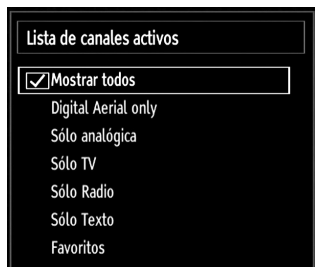 Lista de canales activos
Mostrar todos
Digital Aerial only
Sólo analógica
Sólo TV
Sólo Radio
Sólo Texto
Favoritos